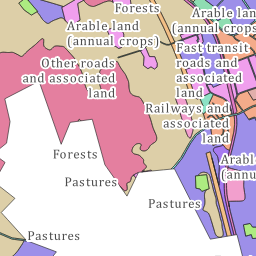 Forests
Arable land
(annual crops)
Arable lan
(annual crops
Other roads
and associated
land
Fast transit
roads and
associated
land
Railways and
associated
land
Forests
Pastures
Pastures
Arabl
(annu
Pastures